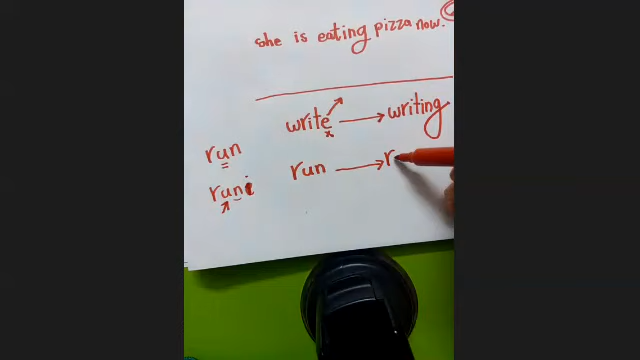 she is eating pizza now.
write → writing
run
run → r
runi